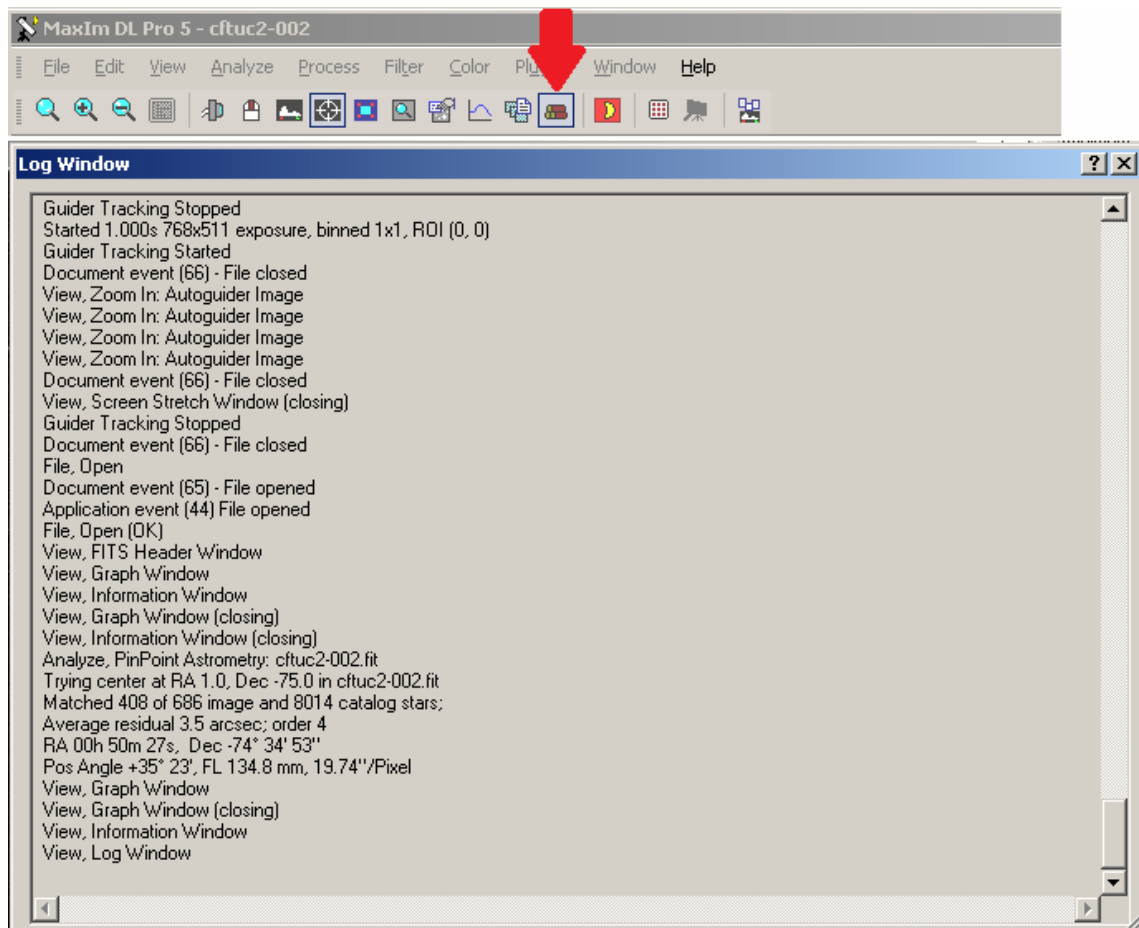 MaxIm DL Pro 5 - cftuc2-002
File Edit View Analyze Process Filter Color Window Help
Log Window
Guider Tracking Stopped
Started 1.000s 768x511 exposure, binned 1x1, ROI (0, 0)
Guider Tracking Started
Document event (66) - File closed
View, Zoom In: Autoguider Image
View, Zoom In: Autoguider Image
View, Zoom In: Autoguider Image
View, Zoom In: Autoguider Image
Document event (66) - File closed
View, Screen Stretch Window (closing)
Guider Tracking Stopped
Document event (66) - File closed
File, Open
Document event (65) - File opened
Application event (44) File opened
File, Open (OK)
View, FITS Header Window
View, Graph Window
View, Information Window
View, Graph Window (closing)
View, Information Window (closing)
Analyze, PinPoint Astrometry: cftuc2-002.fit
Trying center at RA 1.0, Dec -75.0 in cftuc2-002.fit
Matched 408 of 686 image and 8014 catalog stars;
Average residual 3.5 arcsec; order 4
RA 00h 50m 27s,  Dec -74° 34' 53''
Pos Angle +35° 23', FL 134.8 mm, 19.74''/Pixel
View, Graph Window
View, Graph Window (closing)
View, Information Window
View, Log Window